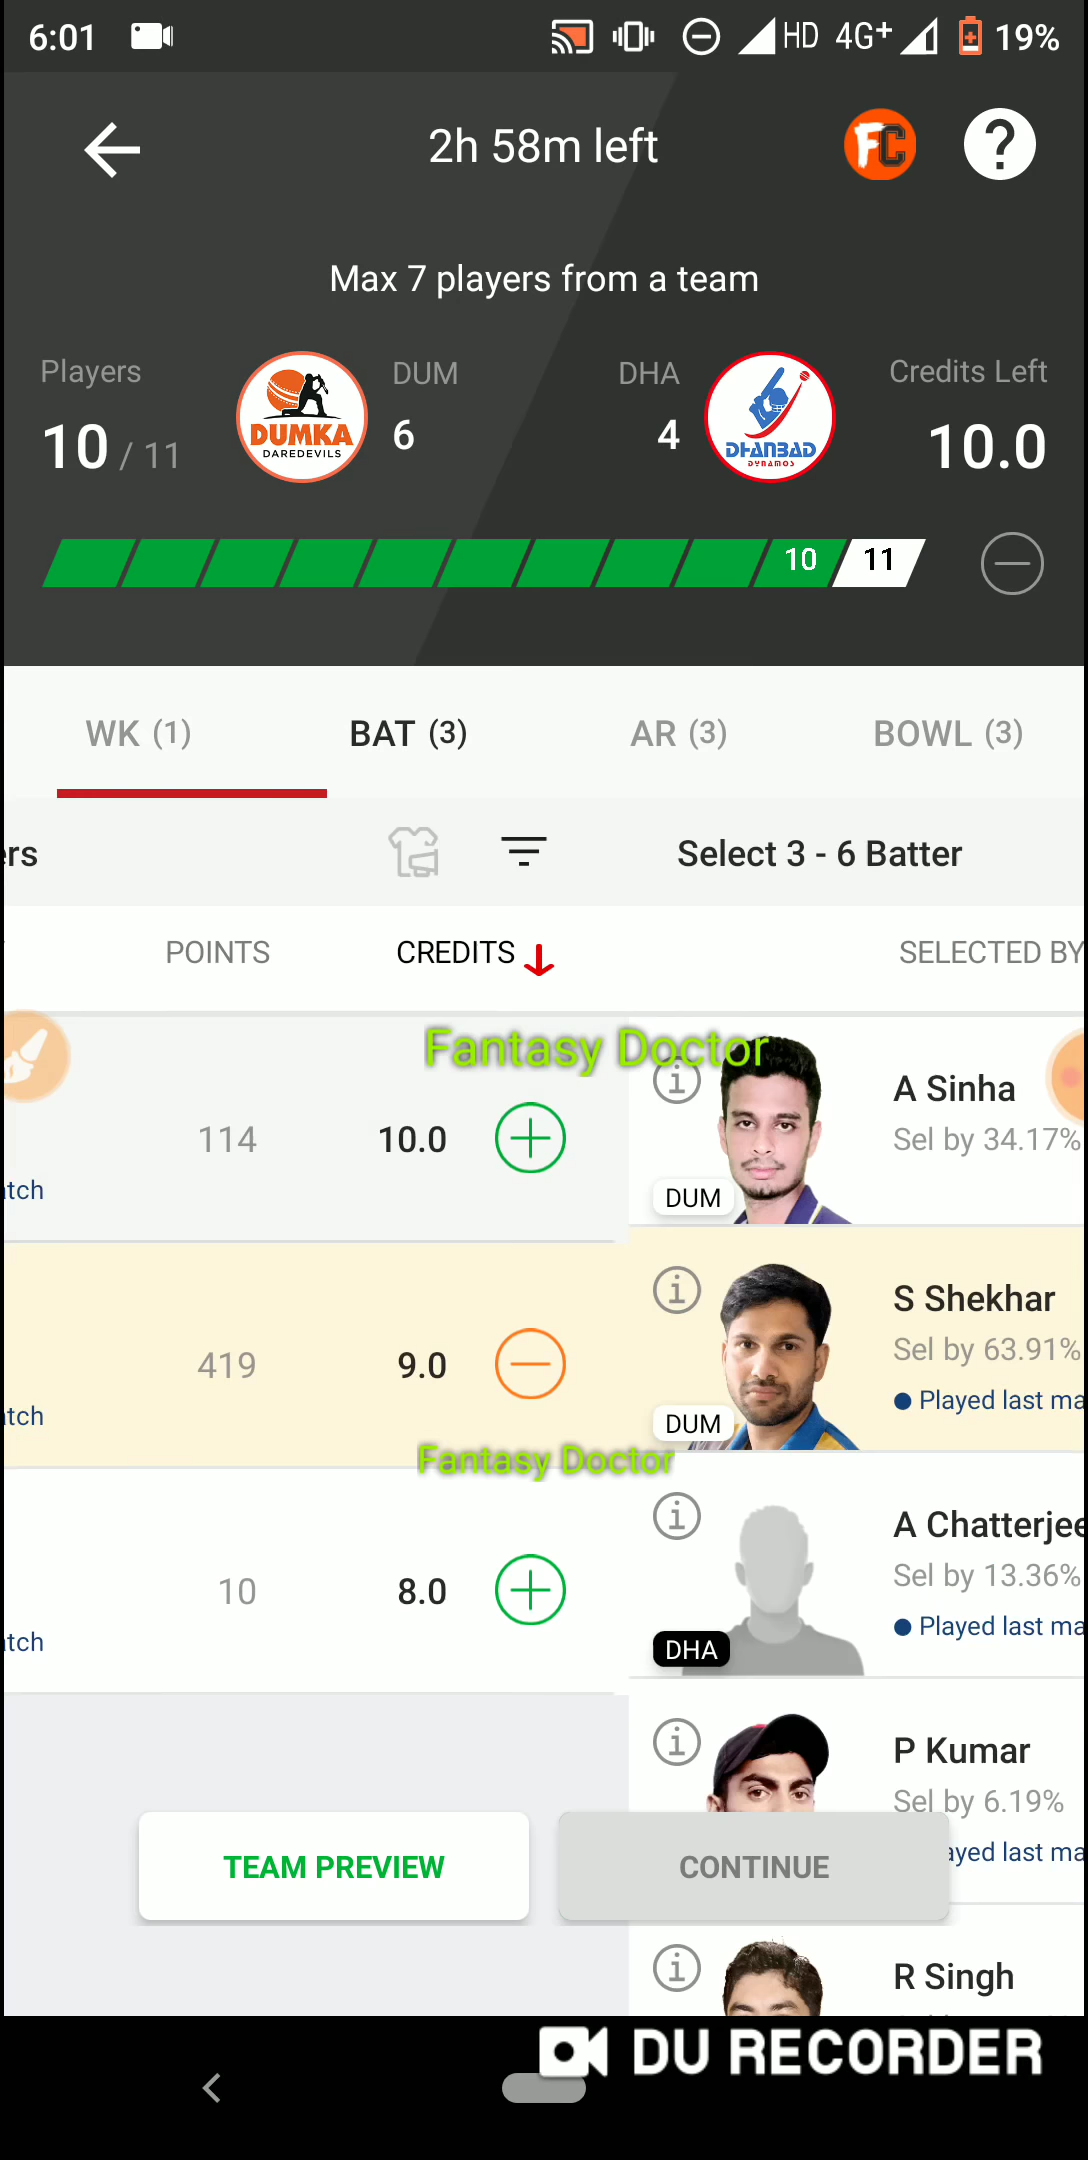 6:01 HD 4G+ 19%
2h 58m left FC ?
Max 7 players from a team
Players DUM DHA Credits Left
10 / 11 6 4 10.0
DUMKA
DAREDEVILS
DHANBAD
DYNAMOS
10 11
WK (1) BAT (3) AR (3) BOWL (3)
ers Select 3 - 6 Batter
POINTS CREDITS SELECTED BY
Fantasy Doctor
A Sinha
114 10.0 Sel by 34.17%
atch DUM
S Shekhar
419 9.0 Sel by 63.91%
atch DUM Played last ma
Fantasy Doctor
A Chatterjee
10 8.0 Sel by 13.36%
atch DHA Played last ma
P Kumar
Sel by 6.19%
ayed last ma
TEAM PREVIEW CONTINUE
R Singh
DU RECORDER